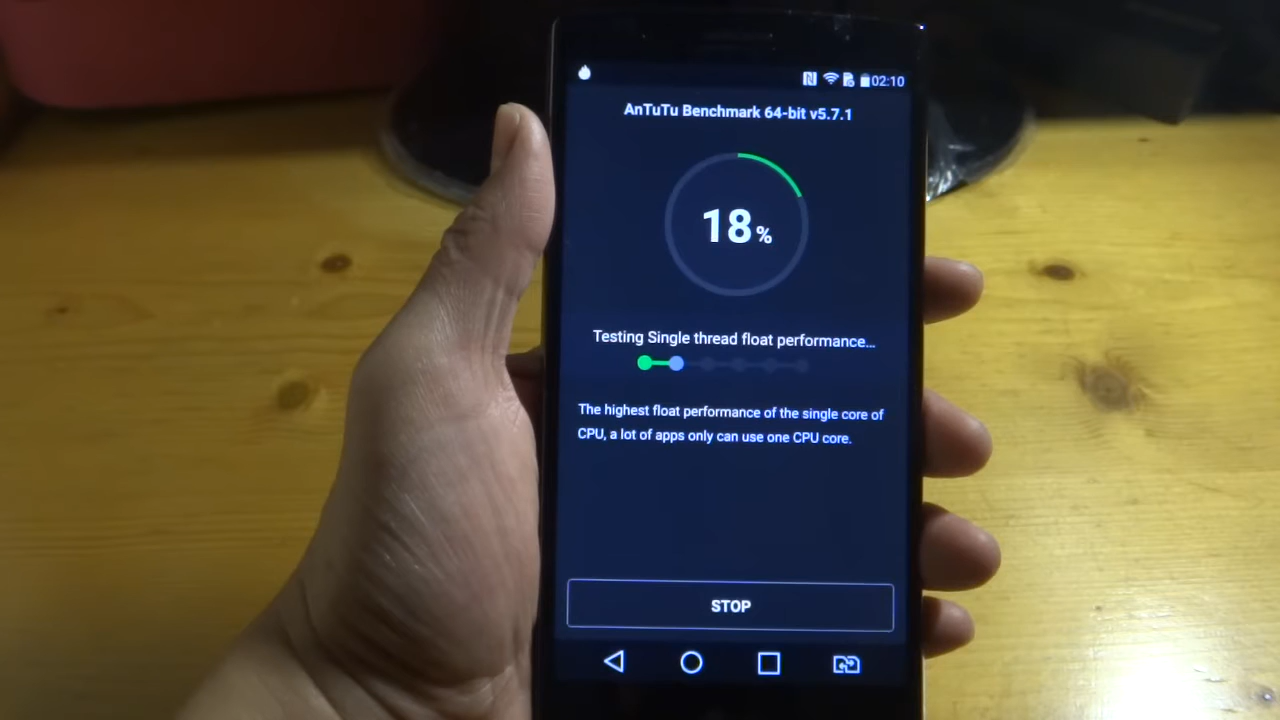 02:10
AnTuTu Benchmark 64-bit v5.7.1
18%
Testing Single thread float performance...
The highest float performance of the single core of
CPU, a lot of apps only can use one CPU core.
STOP